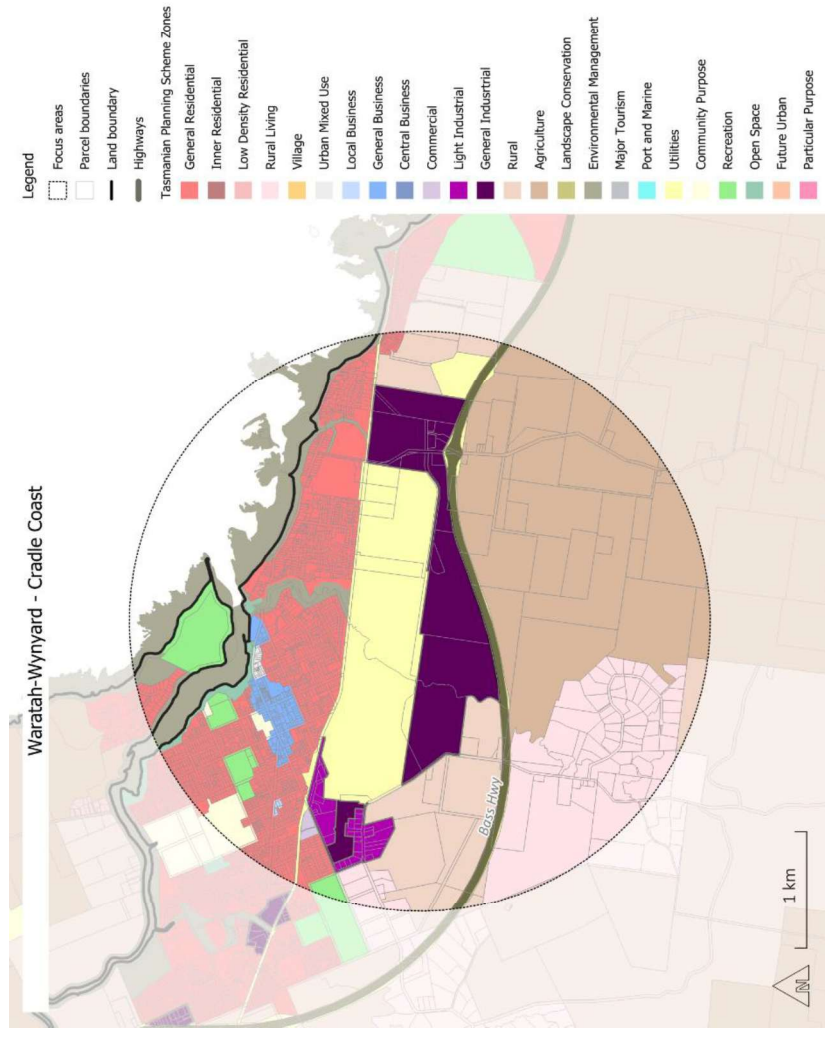 Waratah-Wynyard - Cradle Coast
Bass Hwy
1 km
N
Legend
Focus areas
Parcel boundaries
Land boundary
Highways
Tasmanian Planning Scheme Zones
General Residential
Inner Residential
Low Density Residential
Rural Living
Village
Urban Mixed Use
Local Business
General Business
Central Business
Commercial
Light Industrial
General Indusrtrial
Rural
Agriculture
Landscape Conservation
Environmental Management
Major Tourism
Port and Marine
Utilities
Community Purpose
Recreation
Open Space
Future Urban
Particular Purpose